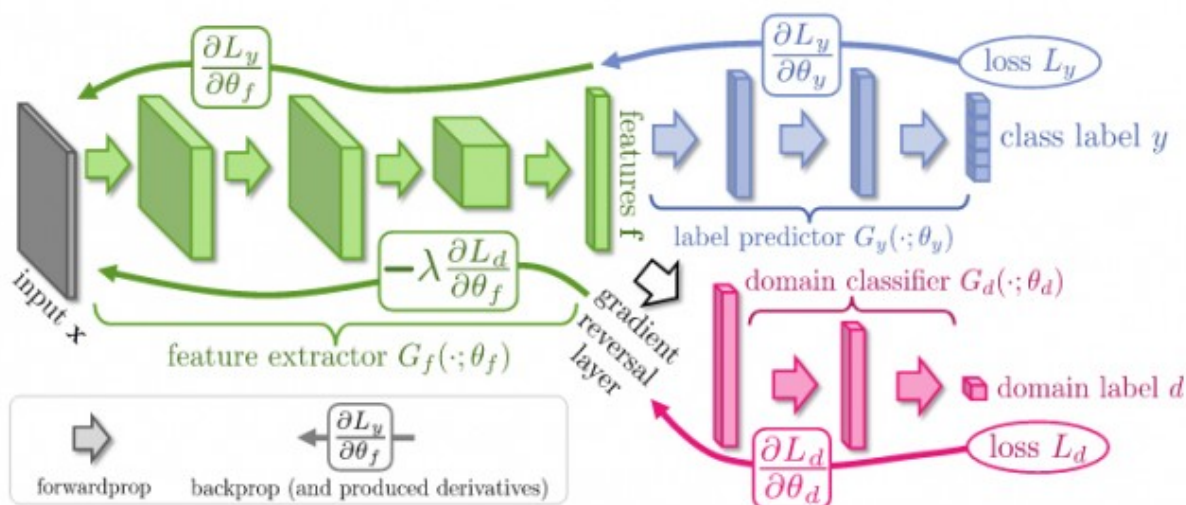 ∂L_y/∂θ_f
∂L_y/∂θ_y
loss L_y
features f
class label y
label predictor G_y(·; θ_y)
input x
−λ ∂L_d/∂θ_f
feature extractor G_f(·; θ_f)
gradient
reversal
layer
domain classifier G_d(·; θ_d)
domain label d
loss L_d
∂L_d/∂θ_d
∂L_y/∂θ_f
forwardprop
backprop (and produced derivatives)